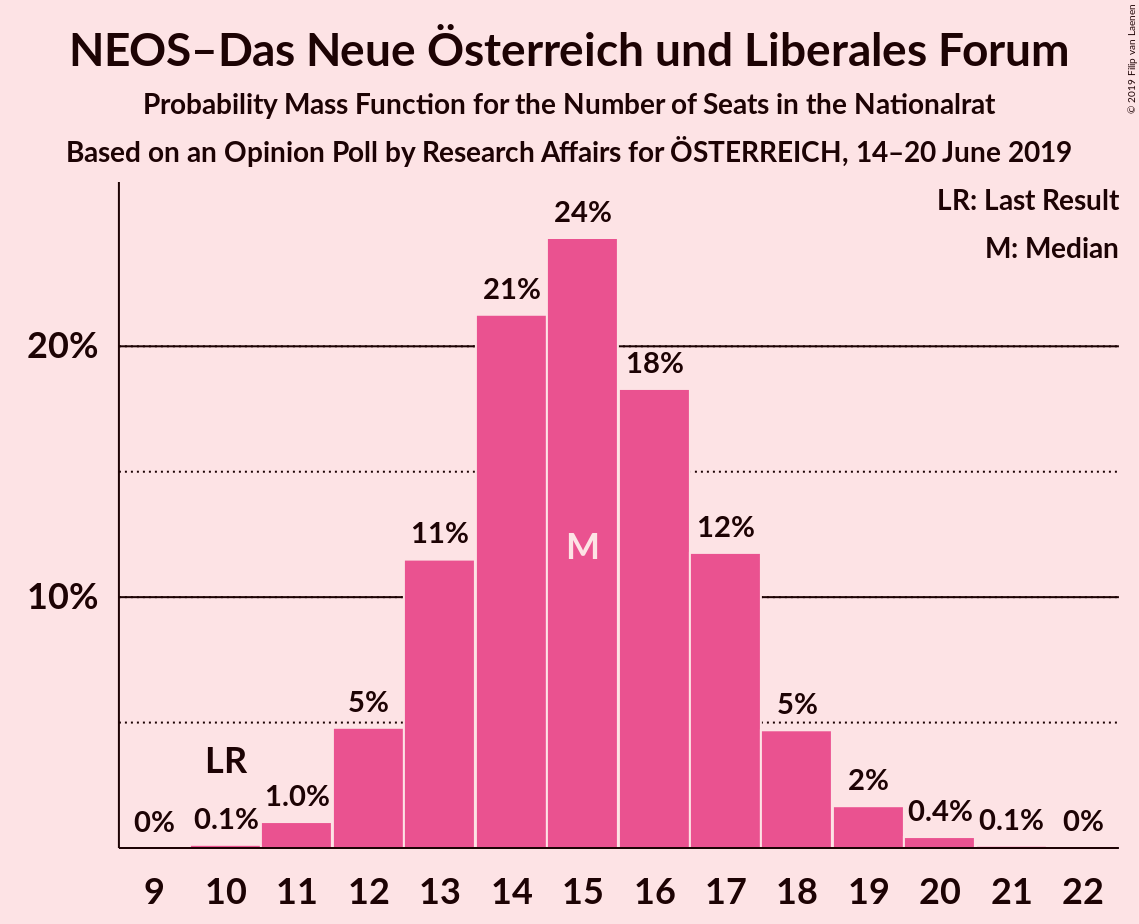 NEOS–Das Neue Österreich und Liberales Forum
Probability Mass Function for the Number of Seats in the Nationalrat
Based on an Opinion Poll by Research Affairs for ÖSTERREICH, 14–20 June 2019
© 2019 Filip van Laenen
LR: Last Result
M: Median
24%
21%
20%
18%
12%
11%
M
10%
5%
5%
LR
2%
1.0%
0.4%
0%
0.1%
0.1%
0%
9 10 11 12 13 14 15 16 17 18 19 20 21 22